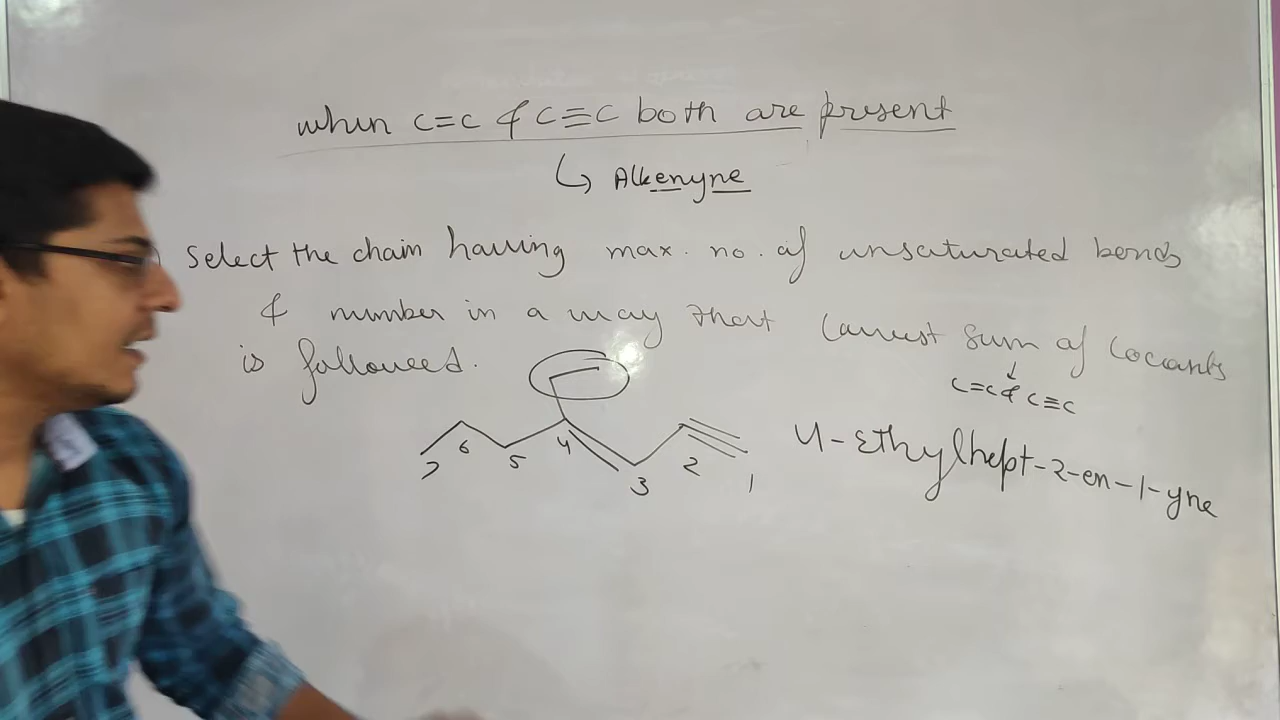 when C=C & C≡C both are present
↳ Alkenyne
Select the chain having max. no. of unsaturated bonds
& number in a way that lowest sum of locants
is followed.
↓
C=C & C≡C
7 6 5 4 3 2 1
4-Ethylhept-2-en-1-yne